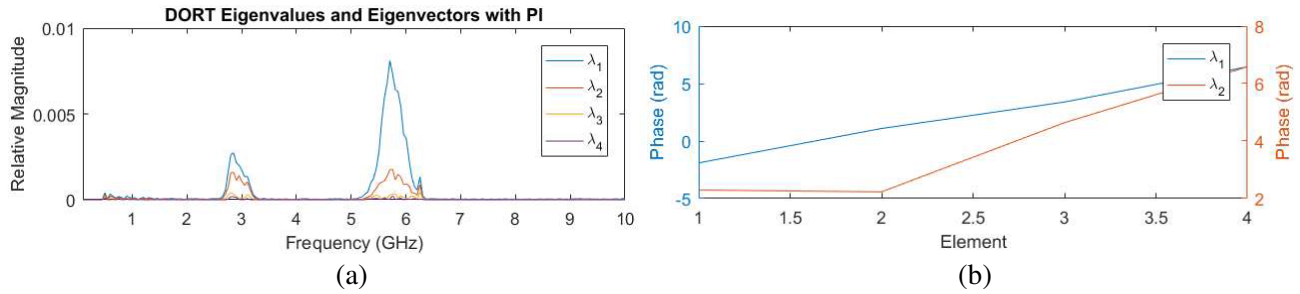 DORT Eigenvalues and Eigenvectors with PI
Relative Magnitude
0.01
0.005
0
λ1
λ2
λ3
λ4
1 2 3 4 5 6 7 8 9 10
Frequency (GHz)
(a)
Phase (rad)
10
5
0
-5
λ1
λ2
8
6
4
2
Phase (rad)
1 1.5 2 2.5 3 3.5 4
Element
(b)